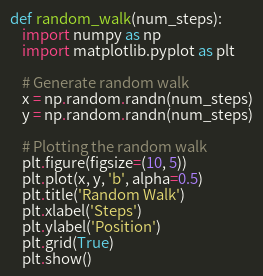 def random_walk(num_steps):
    import numpy as np
    import matplotlib.pyplot as plt

    # Generate random walk
    x = np.random.randn(num_steps)
    y = np.random.randn(num_steps)

    # Plotting the random walk
    plt.figure(figsize=(10, 5))
    plt.plot(x, y, 'b', alpha=0.5)
    plt.title('Random Walk')
    plt.xlabel('Steps')
    plt.ylabel('Position')
    plt.grid(True)
    plt.show()